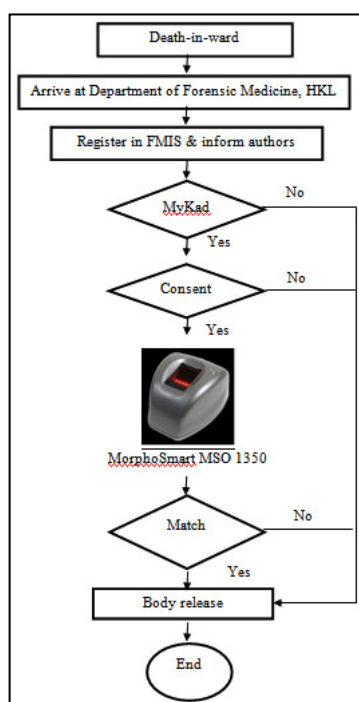 Death-in-ward
Arrive at Department of Forensic Medicine, HKL
Register in FMIS & inform authors
MyKad
No
Yes
Consent
No
Yes
MorphoSmart MSO 1350
Match
No
Yes
Body release
End